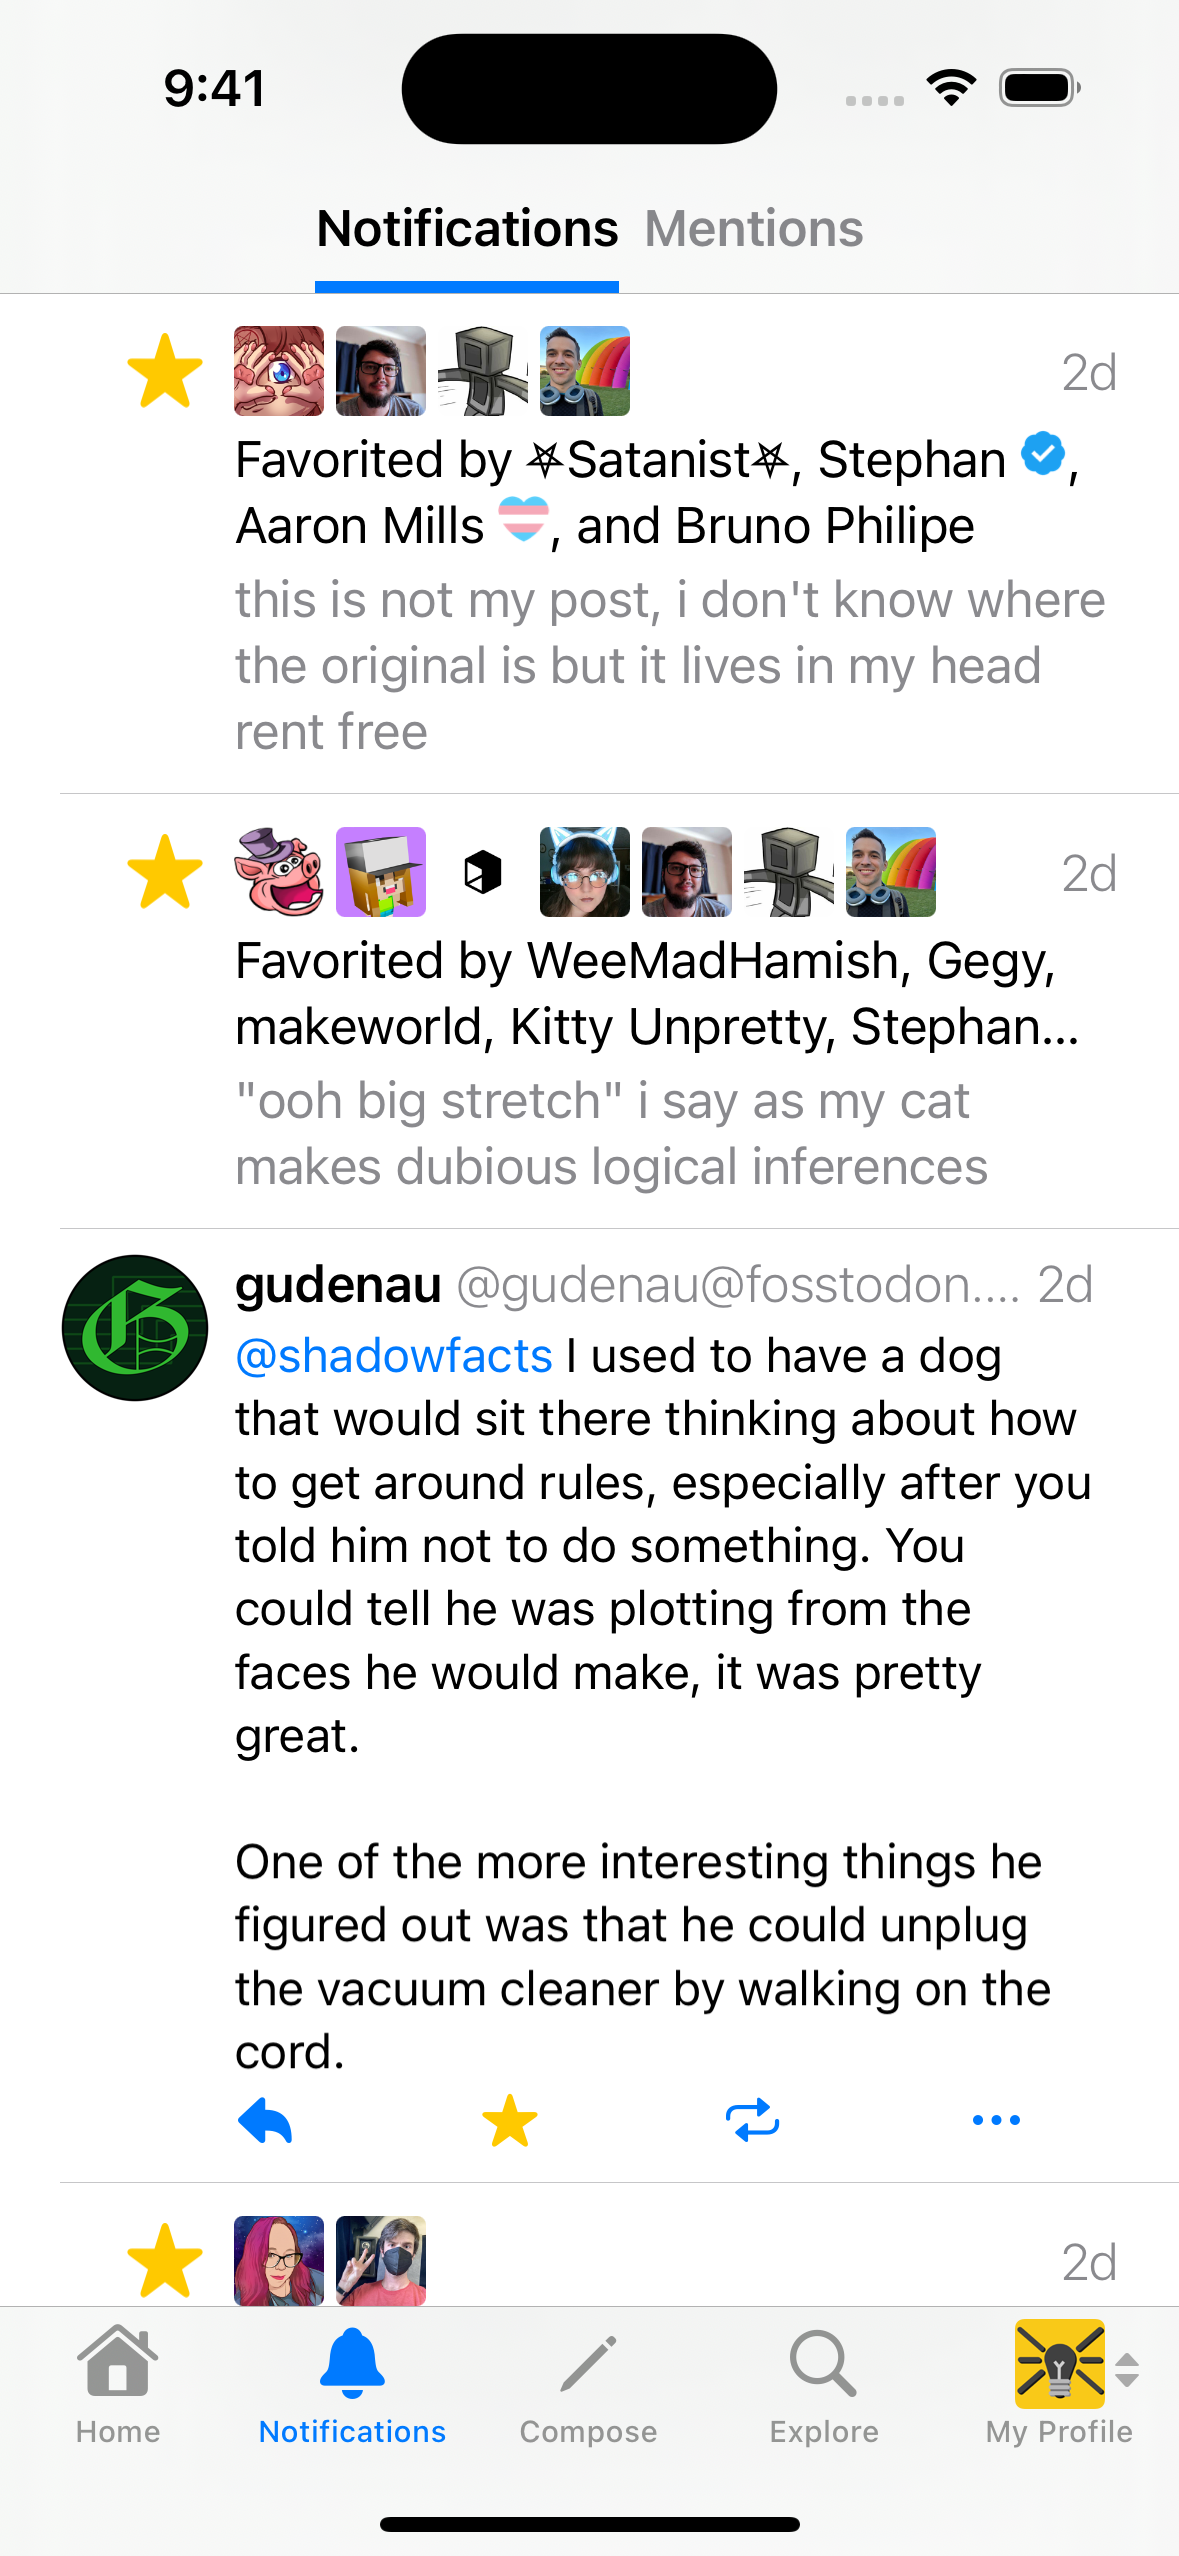 9:41
Notifications Mentions
2d
Favorited by ⛧Satanist⛧, Stephan ,
Aaron Mills , and Bruno Philipe
this is not my post, i don't know where
the original is but it lives in my head
rent free
2d
Favorited by WeeMadHamish, Gegy,
makeworld, Kitty Unpretty, Stephan…
"ooh big stretch" i say as my cat
makes dubious logical inferences
gudenau @gudenau@fosstodon.… 2d
@shadowfacts I used to have a dog
that would sit there thinking about how
to get around rules, especially after you
told him not to do something. You
could tell he was plotting from the
faces he would make, it was pretty
great.
One of the more interesting things he
figured out was that he could unplug
the vacuum cleaner by walking on the
cord.
2d
Home Notifications Compose Explore My Profile